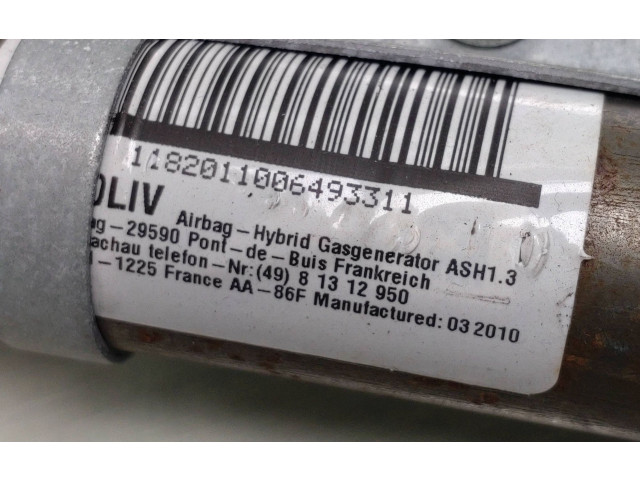 1182011006493311
OLIV Airbag-Hybrid Gasgenerator ASH1.3
g-29590 Pont-de-Buis Frankreich
achau telefon-Nr:(49) 8 13 12 950
-1225 France AA-86F Manufactured: 03 2010